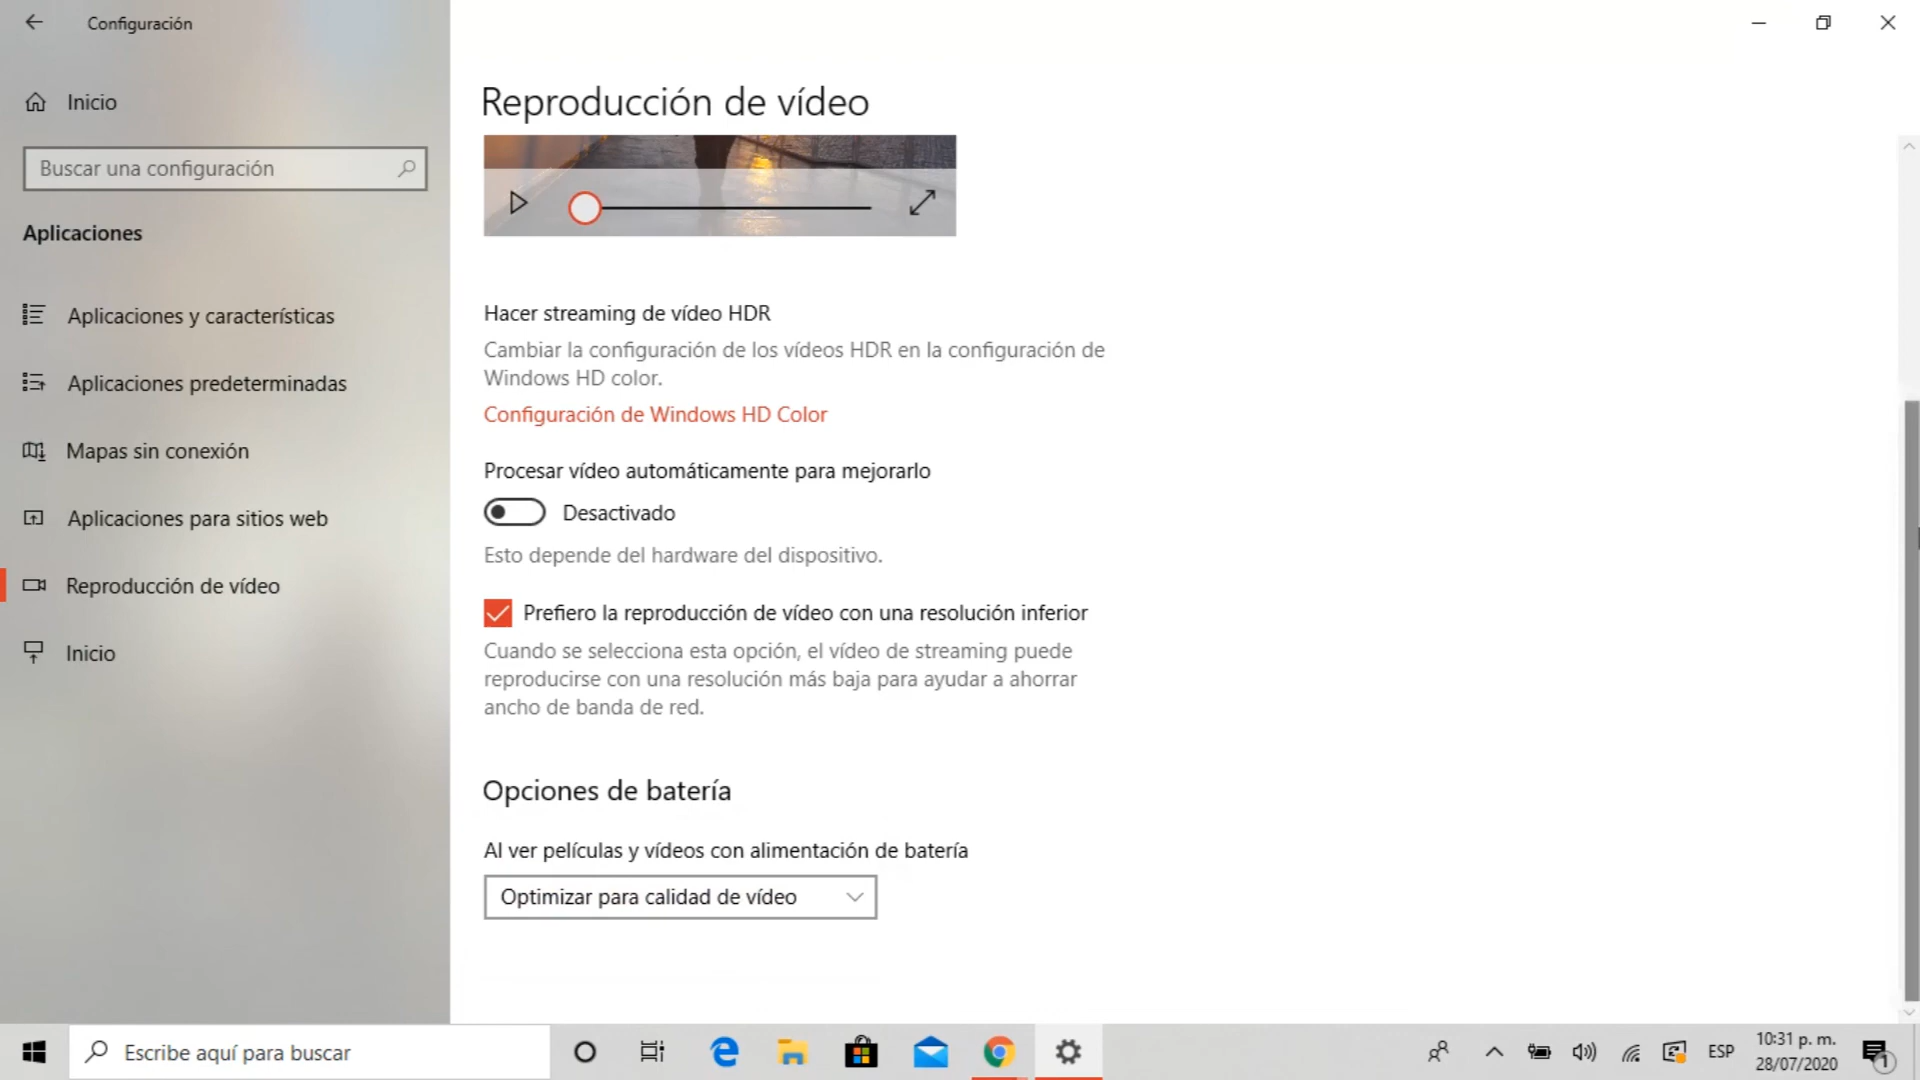 Configuración
Inicio
Buscar una configuración
Aplicaciones
Aplicaciones y características
Aplicaciones predeterminadas
Mapas sin conexión
Aplicaciones para sitios web
Reproducción de vídeo
Inicio
Reproducción de vídeo
Hacer streaming de vídeo HDR
Cambiar la configuración de los vídeos HDR en la configuración de
Windows HD color.
Configuración de Windows HD Color
Procesar vídeo automáticamente para mejorarlo
Desactivado
Esto depende del hardware del dispositivo.
Prefiero la reproducción de vídeo con una resolución inferior
Cuando se selecciona esta opción, el vídeo de streaming puede
reproducirse con una resolución más baja para ayudar a ahorrar
ancho de banda de red.
Opciones de batería
Al ver películas y vídeos con alimentación de batería
Optimizar para calidad de vídeo
Escribe aquí para buscar
ESP
10:31 p. m.
28/07/2020
1